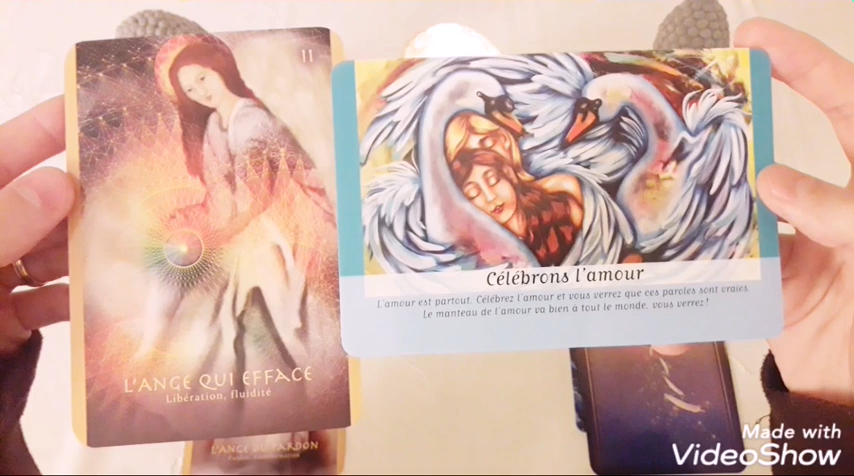 11
L'ANGE QUI EFFACE
Libération, fluidité
Célébrons l'amour
L'amour est partout. Célébrez l'amour et vous verrez que ces paroles sont vraies.
Le manteau de l'amour va bien à tout le monde, vous verrez!
L'ANGE DU PARDON
Made with
VideoShow